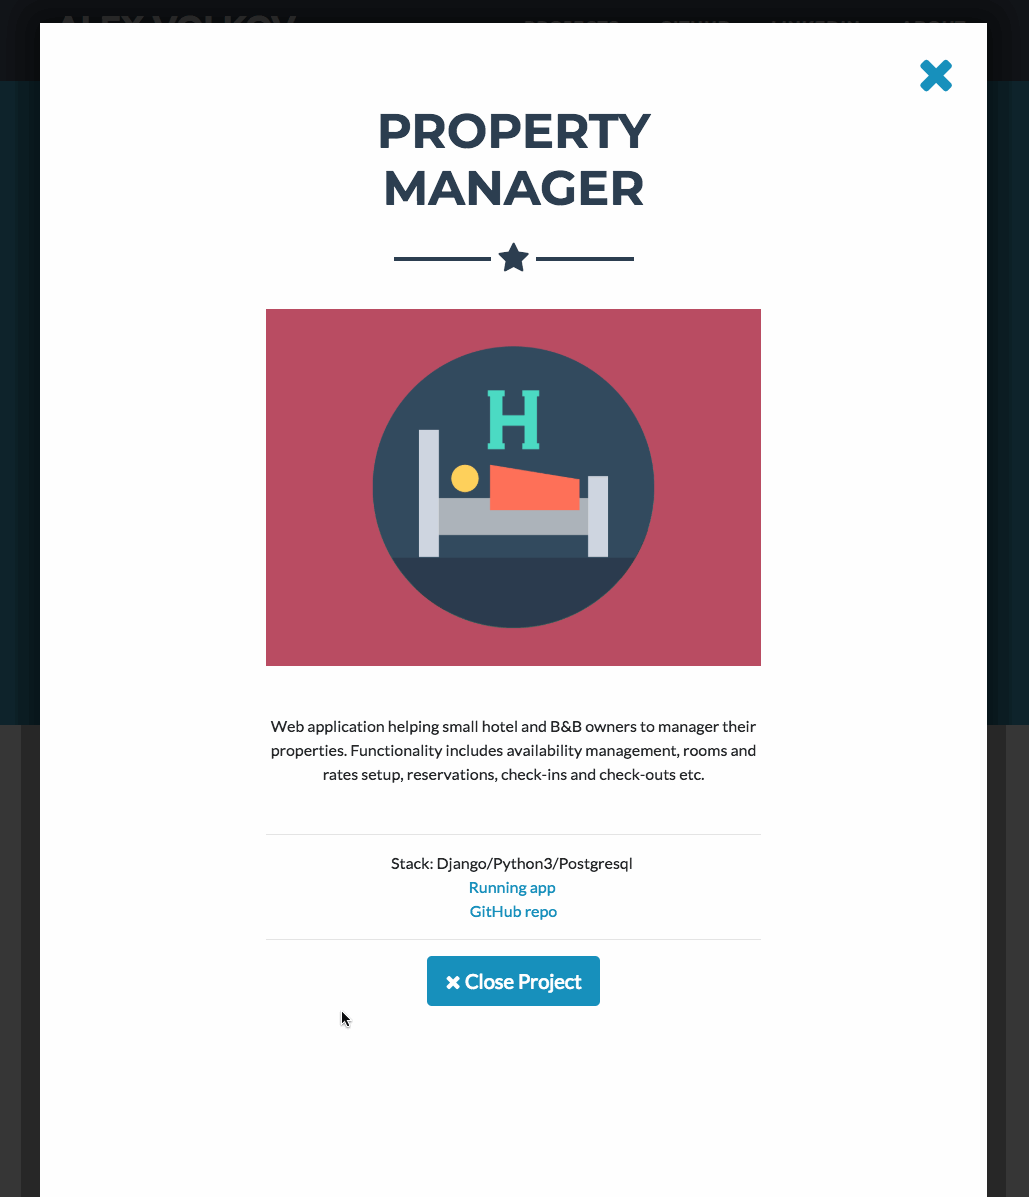 ALEX VOLKOV
PROPERTY
MANAGER
H
Web application helping small hotel and B&B owners to manager their
properties. Functionality includes availability management, rooms and
rates setup, reservations, check-ins and check-outs etc.
Stack: Django/Python3/Postgresql
Running app
GitHub repo
Close Project